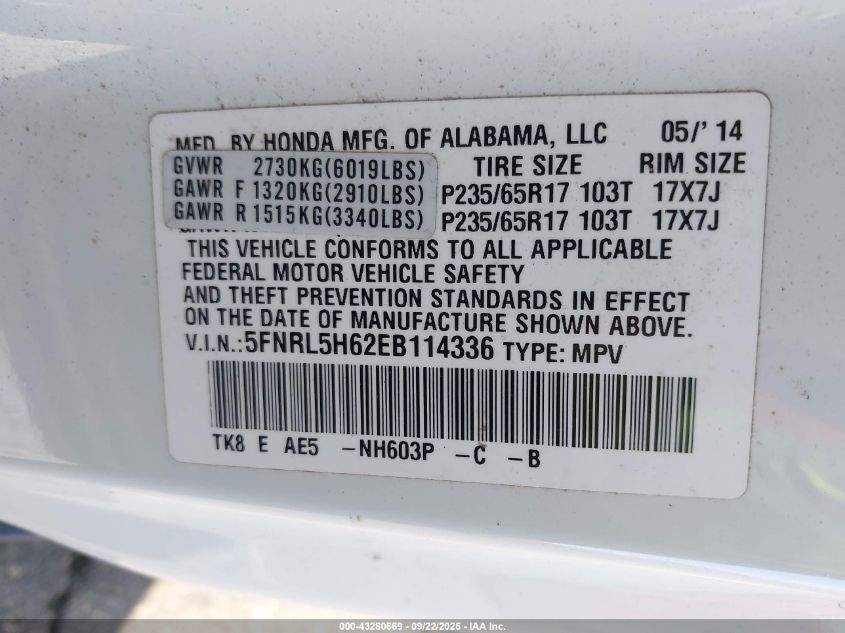 MFD. BY HONDA MFG. OF ALABAMA, LLC 05/' 14
GVWR 2730KG(6019LBS) TIRE SIZE RIM SIZE
GAWR F 1320KG(2910LBS) P235/65R17 103T 17X7J
GAWR R 1515KG(3340LBS) P235/65R17 103T 17X7J
THIS VEHICLE CONFORMS TO ALL APPLICABLE
FEDERAL MOTOR VEHICLE SAFETY
AND THEFT PREVENTION STANDARDS IN EFFECT
ON THE DATE OF MANUFACTURE SHOWN ABOVE.
V.I.N.:5FNRL5H62EB114336 TYPE: MPV
TK8 E AE5 -NH603P -C -B
000-43280669 - 09/22/2025 - IAA Inc.